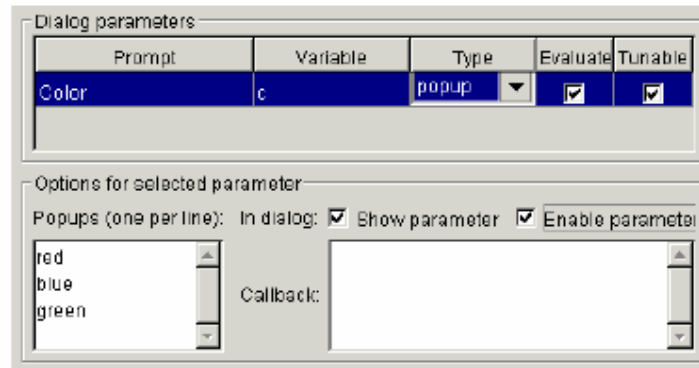 Dialog parameters
Prompt Variable Type Evaluate Tunable
Color c popup
Options for selected parameter
Popups (one per line): In dialog: Show parameter Enable paramete
red
blue
green
Callback: